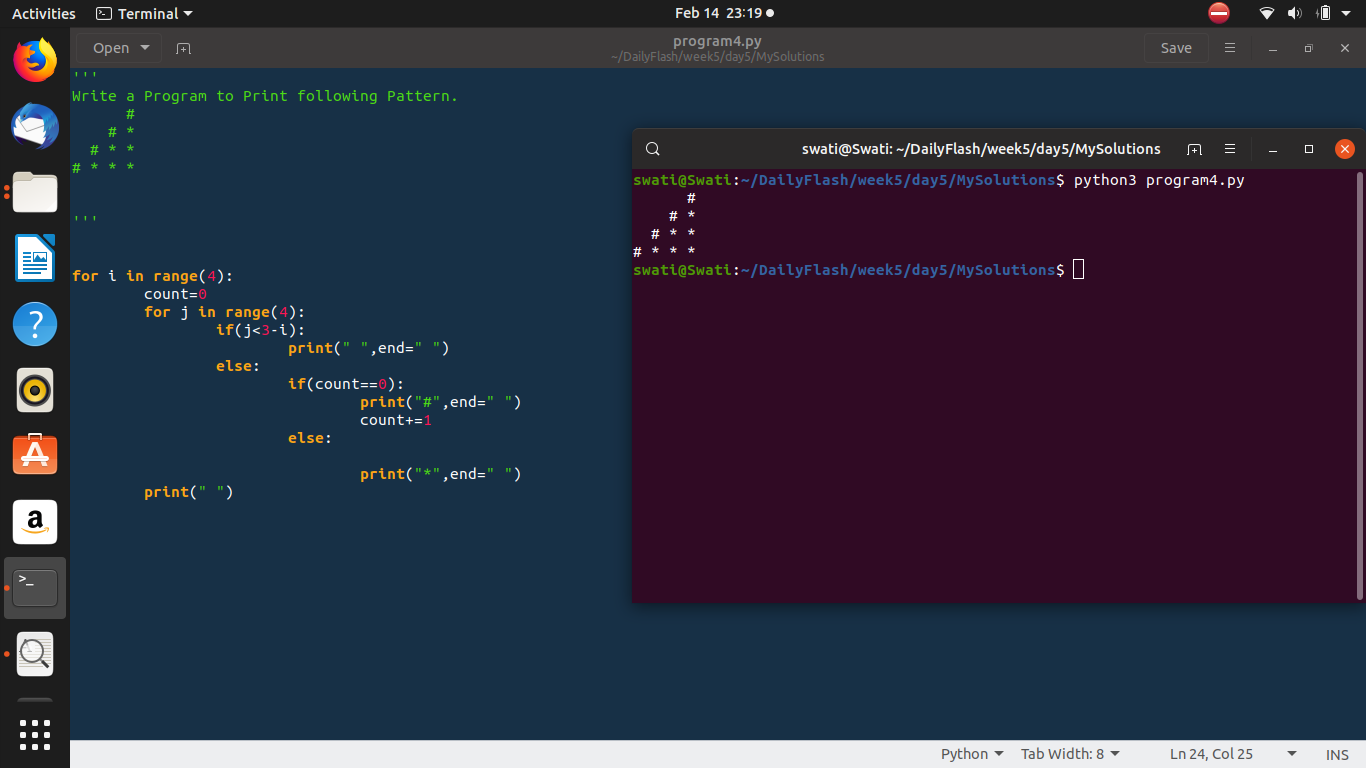 Activities Terminal Feb 14 23:19
Open program4.py Save
~/DailyFlash/week5/day5/MySolutions
'''
Write a Program to Print following Pattern.
      #
    # *
  # * *
# * * *
'''
for i in range(4):
        count=0
        for j in range(4):
                if(j<3-i):
                        print(" ",end=" ")
                else:
                        if(count==0):
                                print("#",end=" ")
                                count+=1
                        else:
                                print("*",end=" ")
        print(" ")
swati@Swati: ~/DailyFlash/week5/day5/MySolutions
swati@Swati:~/DailyFlash/week5/day5/MySolutions$ python3 program4.py
      #
    # *
  # * *
# * * *
swati@Swati:~/DailyFlash/week5/day5/MySolutions$
?
a
>_
Python Tab Width: 8 Ln 24, Col 25 INS